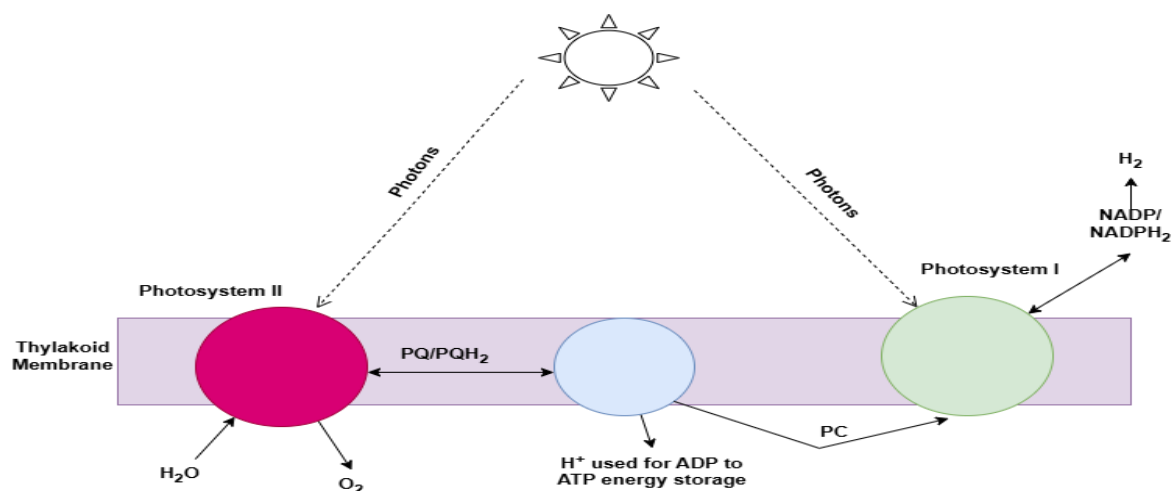 Photons
Photons
H₂
NADP/
NADPH₂
Photosystem I
Photosystem II
Thylakoid
Membrane
PQ/PQH₂
PC
H₂O
O₂
H⁺ used for ADP to
ATP energy storage